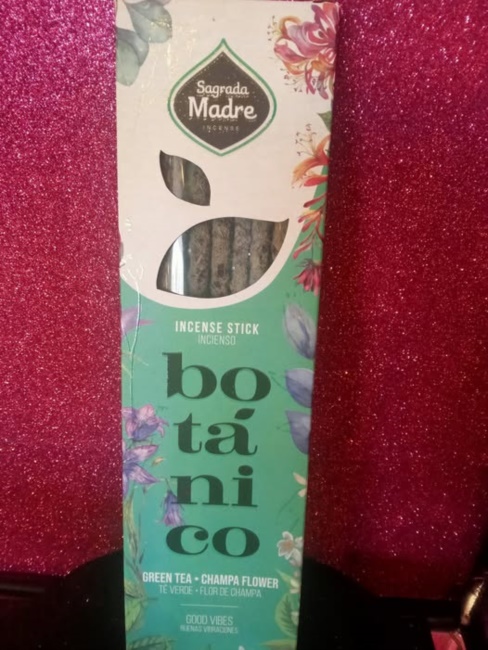 Sagrada
Madre
INCENSE
INCENSE STICK
INCIENSO
bo
tá
ni
co
GREEN TEA • CHAMPA FLOWER
TÉ VERDE • FLOR DE CHAMPA
GOOD VIBES
BUENAS VIBRACIONES